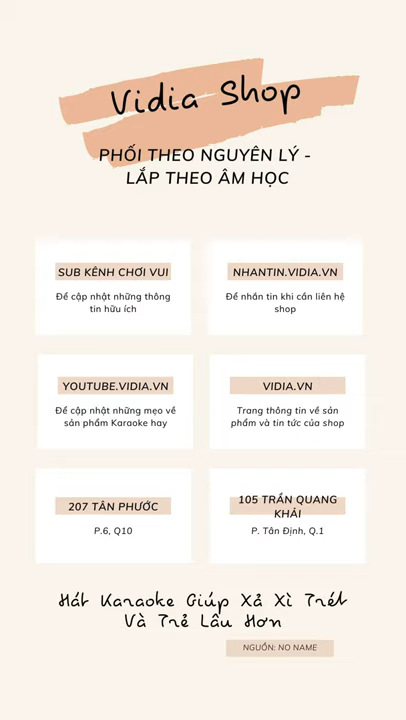 Vidia Shop
PHỐI THEO NGUYÊN LÝ -
LẮP THEO ÂM HỌC
SUB KÊNH CHƠI VUI
Để cập nhật những thông
tin hữu ích
NHANTIN.VIDIA.VN
Để nhắn tin khi cần liên hệ
shop
YOUTUBE.VIDIA.VN
Để cập nhật những mẹo về
sản phẩm Karaoke hay
VIDIA.VN
Trang thông tin về sản
phẩm và tin tức của shop
207 TÂN PHƯỚC
P.6, Q10
105 TRẦN QUANG
KHẢI
P. Tân Định, Q.1
Hát Karaoke Giúp Xả Xì Trét
Và Trẻ Lâu Hơn
NGUỒN: NO NAME